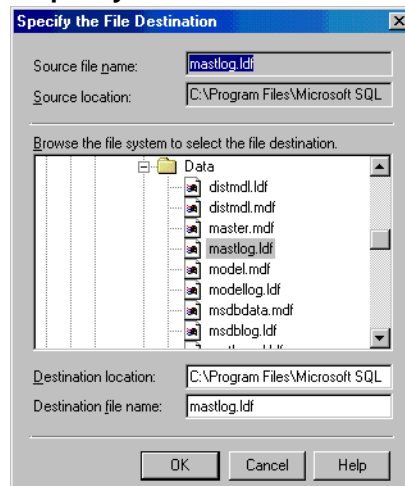 Specify the File Destination
Source file name: mastlog.ldf
Source location: C:\Program Files\Microsoft SQL
Browse the file system to select the file destination.
Data
distmdl.ldf
distmdl.mdf
master.mdf
mastlog.ldf
model.mdf
modellog.ldf
msdbdata.mdf
msdblog.ldf
Destination location: C:\Program Files\Microsoft SQL
Destination file name: mastlog.ldf
OK Cancel Help